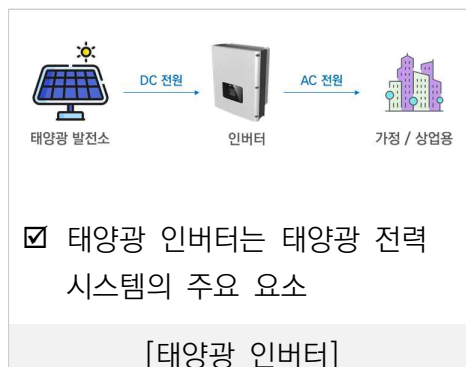 DC 전원
AC 전원
태양광 발전소
인버터
가정 / 상업용
☑ 태양광 인버터는 태양광 전력
시스템의 주요 요소
[태양광 인버터]